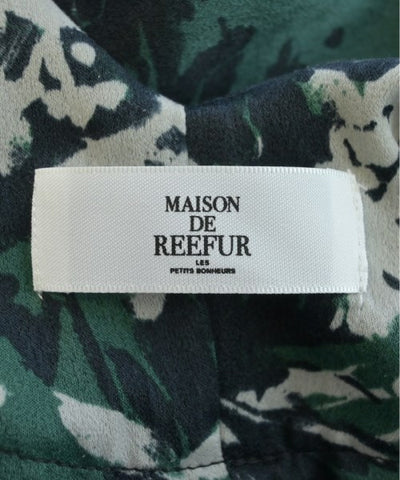 MAISON
DE
REEFUR
LES
PETITS BONHEURS